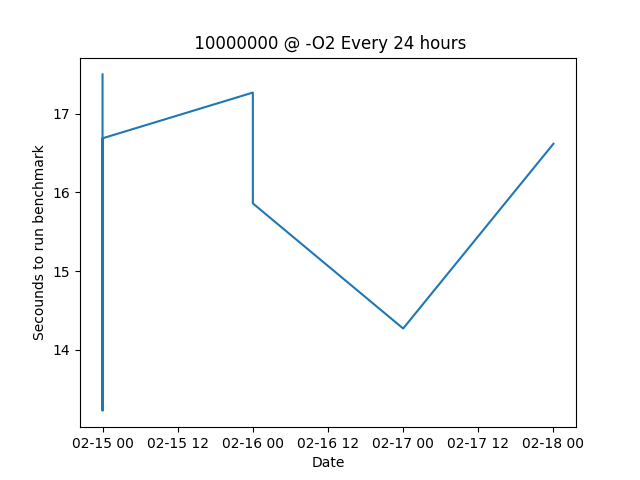 10000000 @ -O2 Every 24 hours
17
16
15
14
Secounds to run benchmark
02-15 00 02-15 12 02-16 00 02-16 12 02-17 00 02-17 12 02-18 00
Date